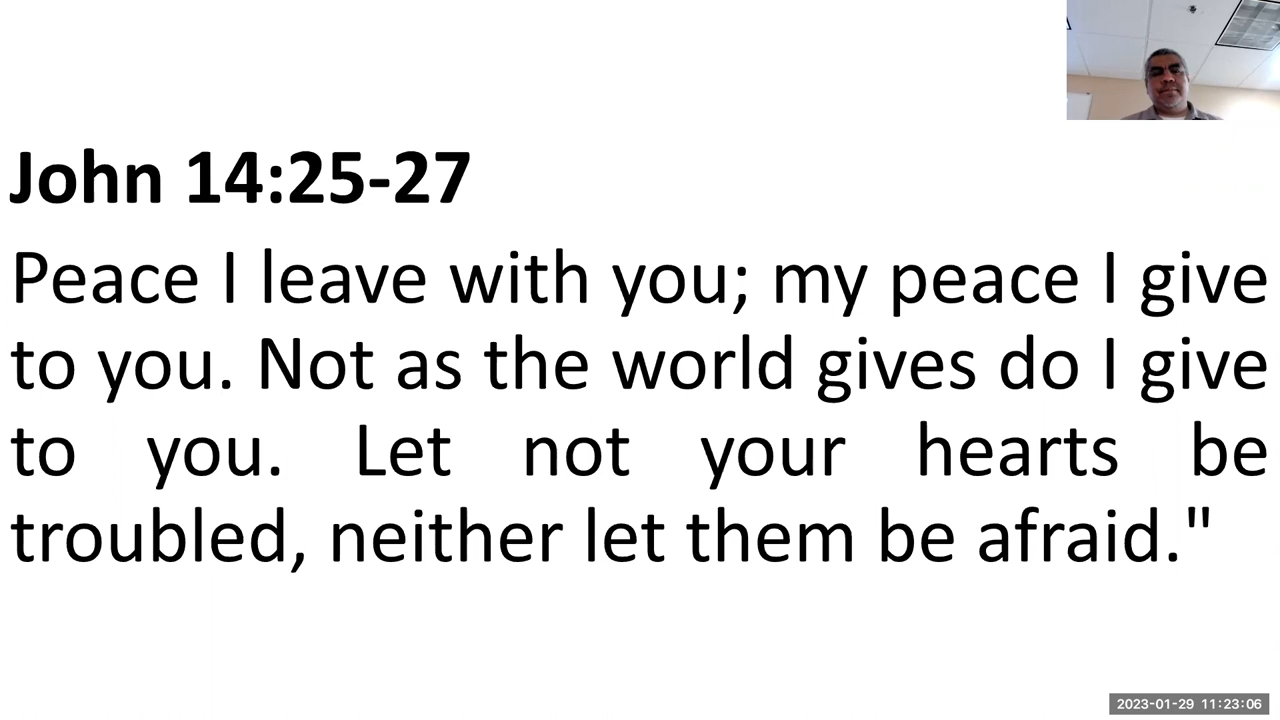 John 14:25-27
Peace I leave with you; my peace I give
to you. Not as the world gives do I give
to you. Let not your hearts be
troubled, neither let them be afraid."
2023-01-29 11:23:06